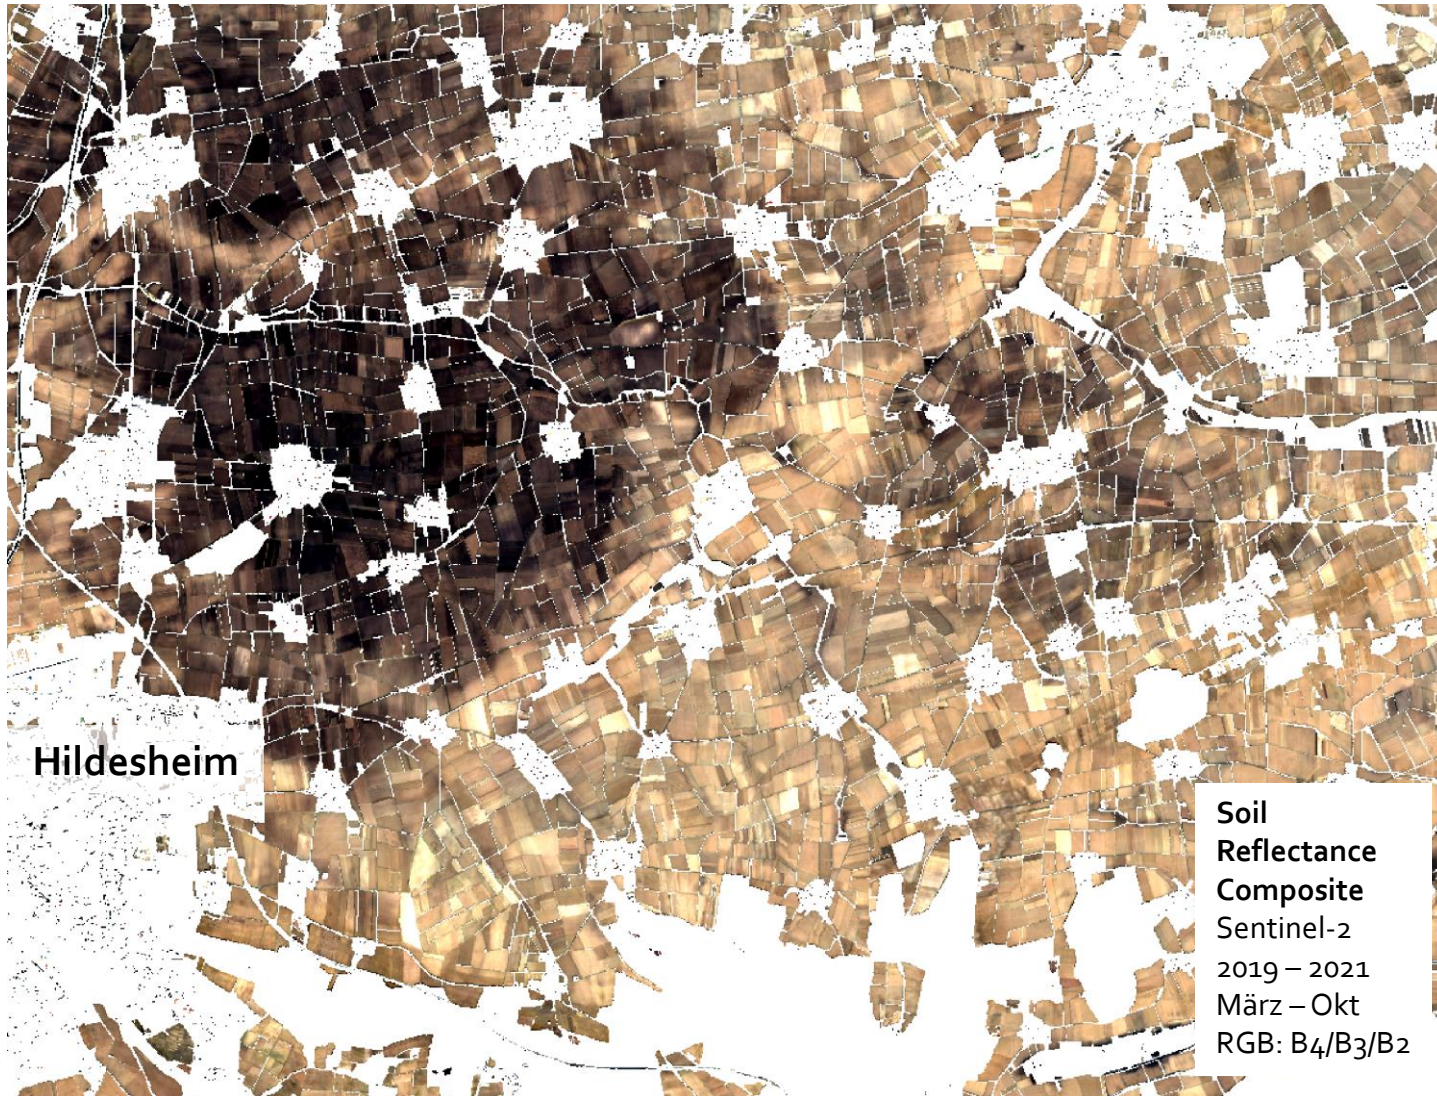 Hildesheim
Soil
Reflectance
Composite
Sentinel-2
2019 – 2021
März – Okt
RGB: B4/B3/B2